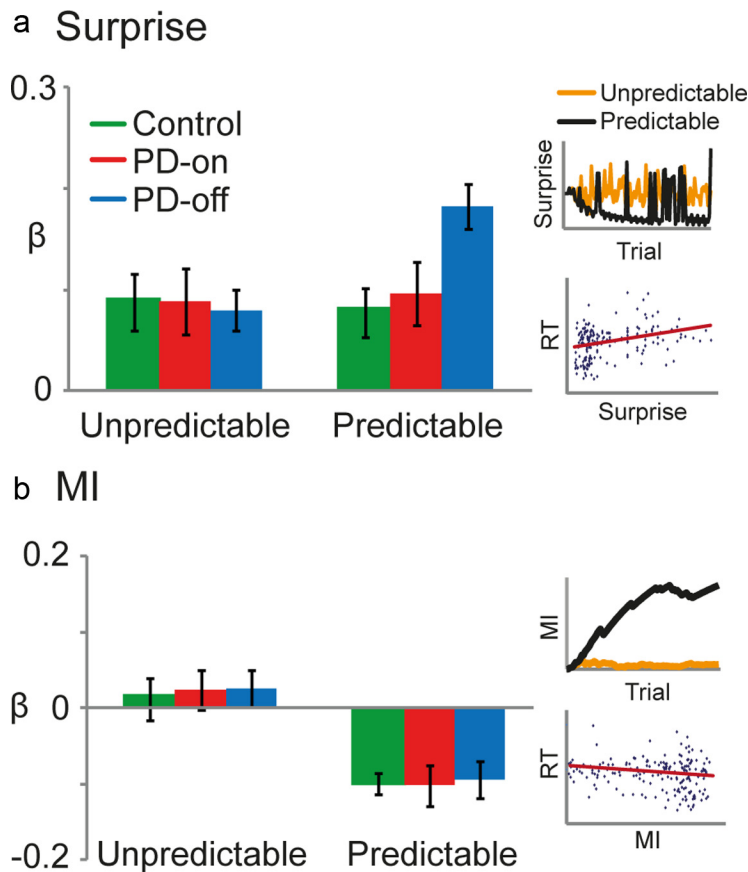 a Surprise
0.3
Control
PD-on
PD-off
β
0
Unpredictable Predictable
Unpredictable
Predictable
Surprise
Trial
RT
Surprise
b MI
0.2
β 0
-0.2
Unpredictable Predictable
MI
Trial
RT
MI